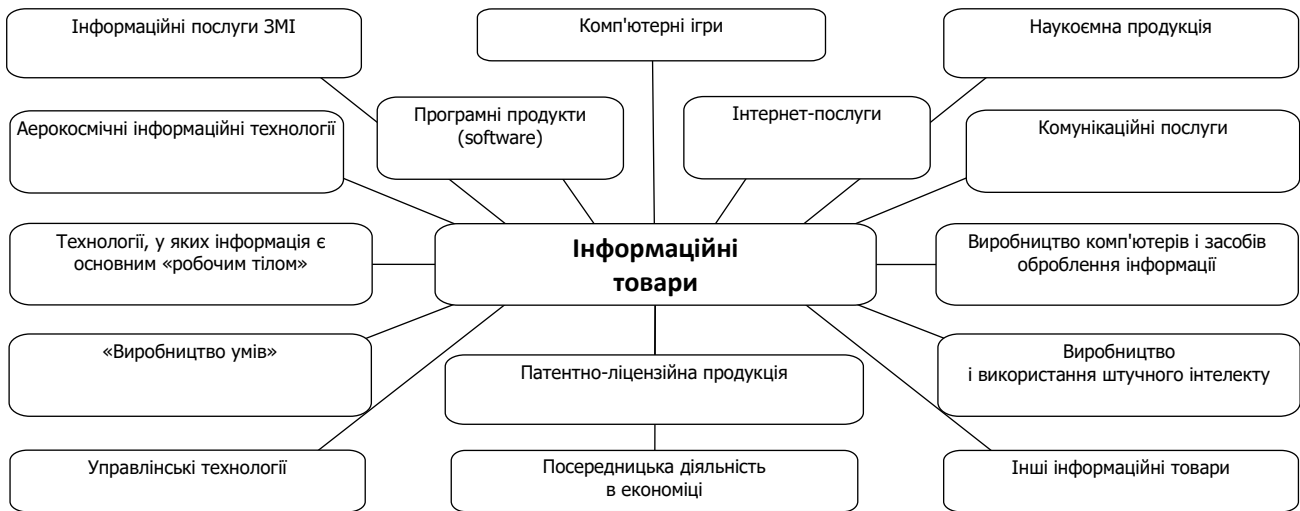 Інформаційні послуги ЗМІ
Комп'ютерні ігри
Наукоємна продукція
Аерокосмічні інформаційні технології
Програмні продукти
(software)
Інтернет-послуги
Комунікаційні послуги
Технології, у яких інформація є
основним «робочим тілом»
Інформаційні
товари
Виробництво комп'ютерів і засобів
оброблення інформації
«Виробництво умів»
Патентно-ліцензійна продукція
Виробництво
і використання штучного інтелекту
Управлінські технології
Посередницька діяльність
в економіці
Інші інформаційні товари